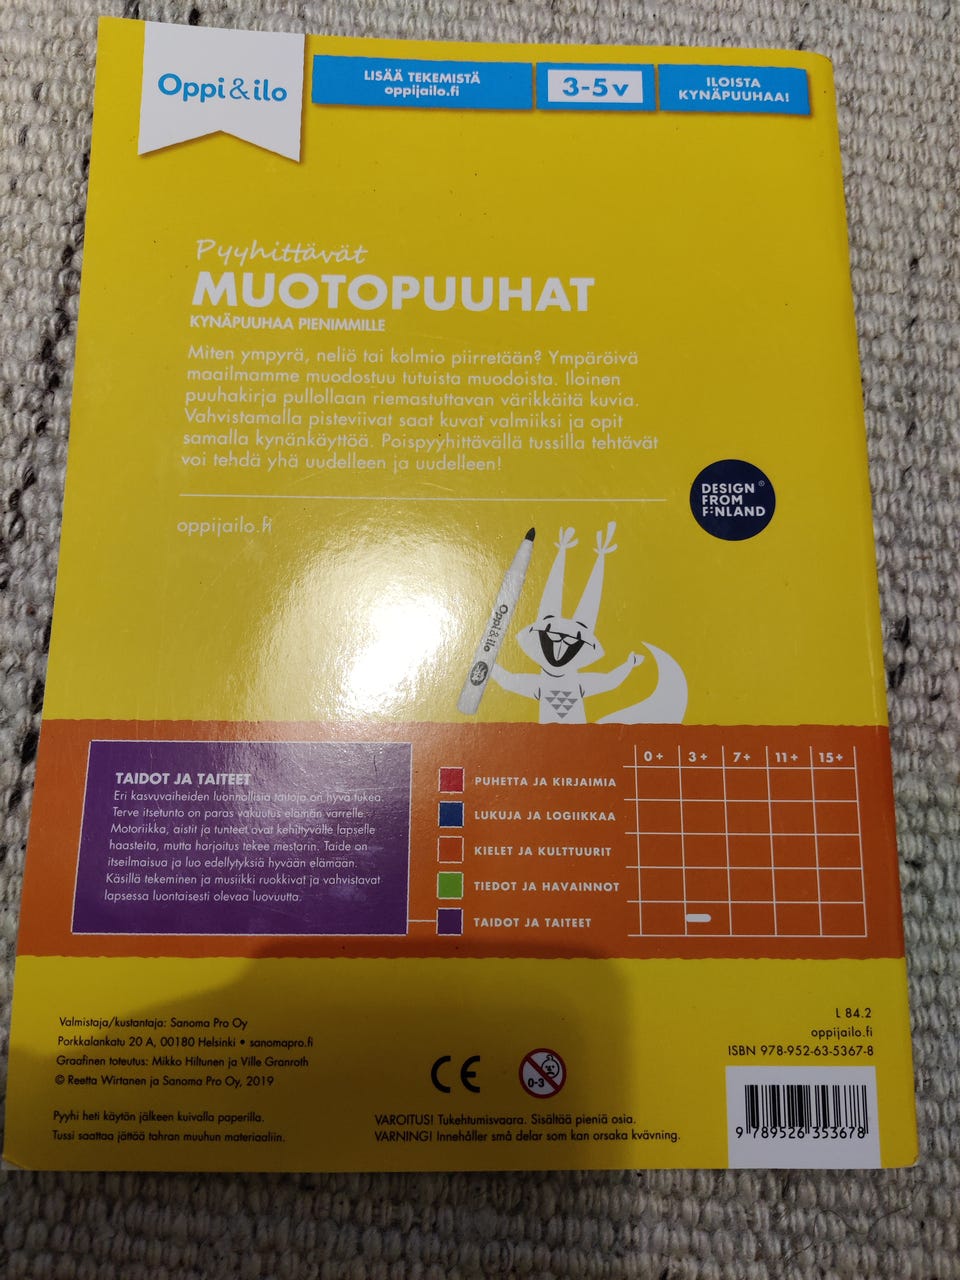 Oppi&ilo
LISÄÄ TEKEMISTÄ
oppijailo.fi
3-5v
ILOISTA
KYNÄPUUHAA!
Pyyhittävät
MUOTOPUUHAT
KYNÄPUUHAA PIENIMMILLE
Miten ympyrä, neliö tai kolmio piirretään? Ympäröivä
maailmamme muodostuu tutuista muodoista. Iloinen
puuhakirja pullollaan riemastuttavan värikkäitä kuvia.
Vahvistamalla pisteviivat saat kuvat valmiiksi ja opit
samalla kynänkäyttöä. Poispyyhittävällä tussilla tehtävät
voi tehdä yhä uudelleen ja uudelleen!
DESIGN ®
FROM
FINLAND
oppijailo.fi
Oppi&ilo
TAIDOT JA TAITEET
Eri kasvuvaiheiden luonnollisia taitoja on hyvä tukea.
Terve itsetunto on paras vakuutus elämän varrelle.
Motoriikka, aistit ja tunteet ovat kehittyvälle lapselle
haasteita, mutta harjoitus tekee mestarin. Taide on
itseilmaisua ja luo edellytyksiä hyvään elämään.
Käsillä tekeminen ja musiikki ruokkivat ja vahvistavat
lapsessa luontaisesti olevaa luovuutta.
0+ 3+ 7+ 11+ 15+
PUHETTA JA KIRJAIMIA
LUKUJA JA LOGIIKKAA
KIELET JA KULTTUURIT
TIEDOT JA HAVAINNOT
TAIDOT JA TAITEET
Valmistaja/kustantaja: Sanoma Pro Oy
Porkkalankatu 20 A, 00180 Helsinki • sanomapro.fi
Graafinen toteutus: Mikko Hiltunen ja Ville Granroth
© Reetta Wirtanen ja Sanoma Pro Oy, 2019
Pyyhi heti käytön jälkeen kuivalla paperilla.
Tussi saattaa jättää tahran muuhun materiaaliin.
CE
0-3
VAROITUS! Tukehtumisvaara. Sisältää pieniä osia.
VARNING! Innehåller små delar som kan orsaka kvävning.
L 84.2
oppijailo.fi
ISBN 978-952-63-5367-8
9 789526 353678